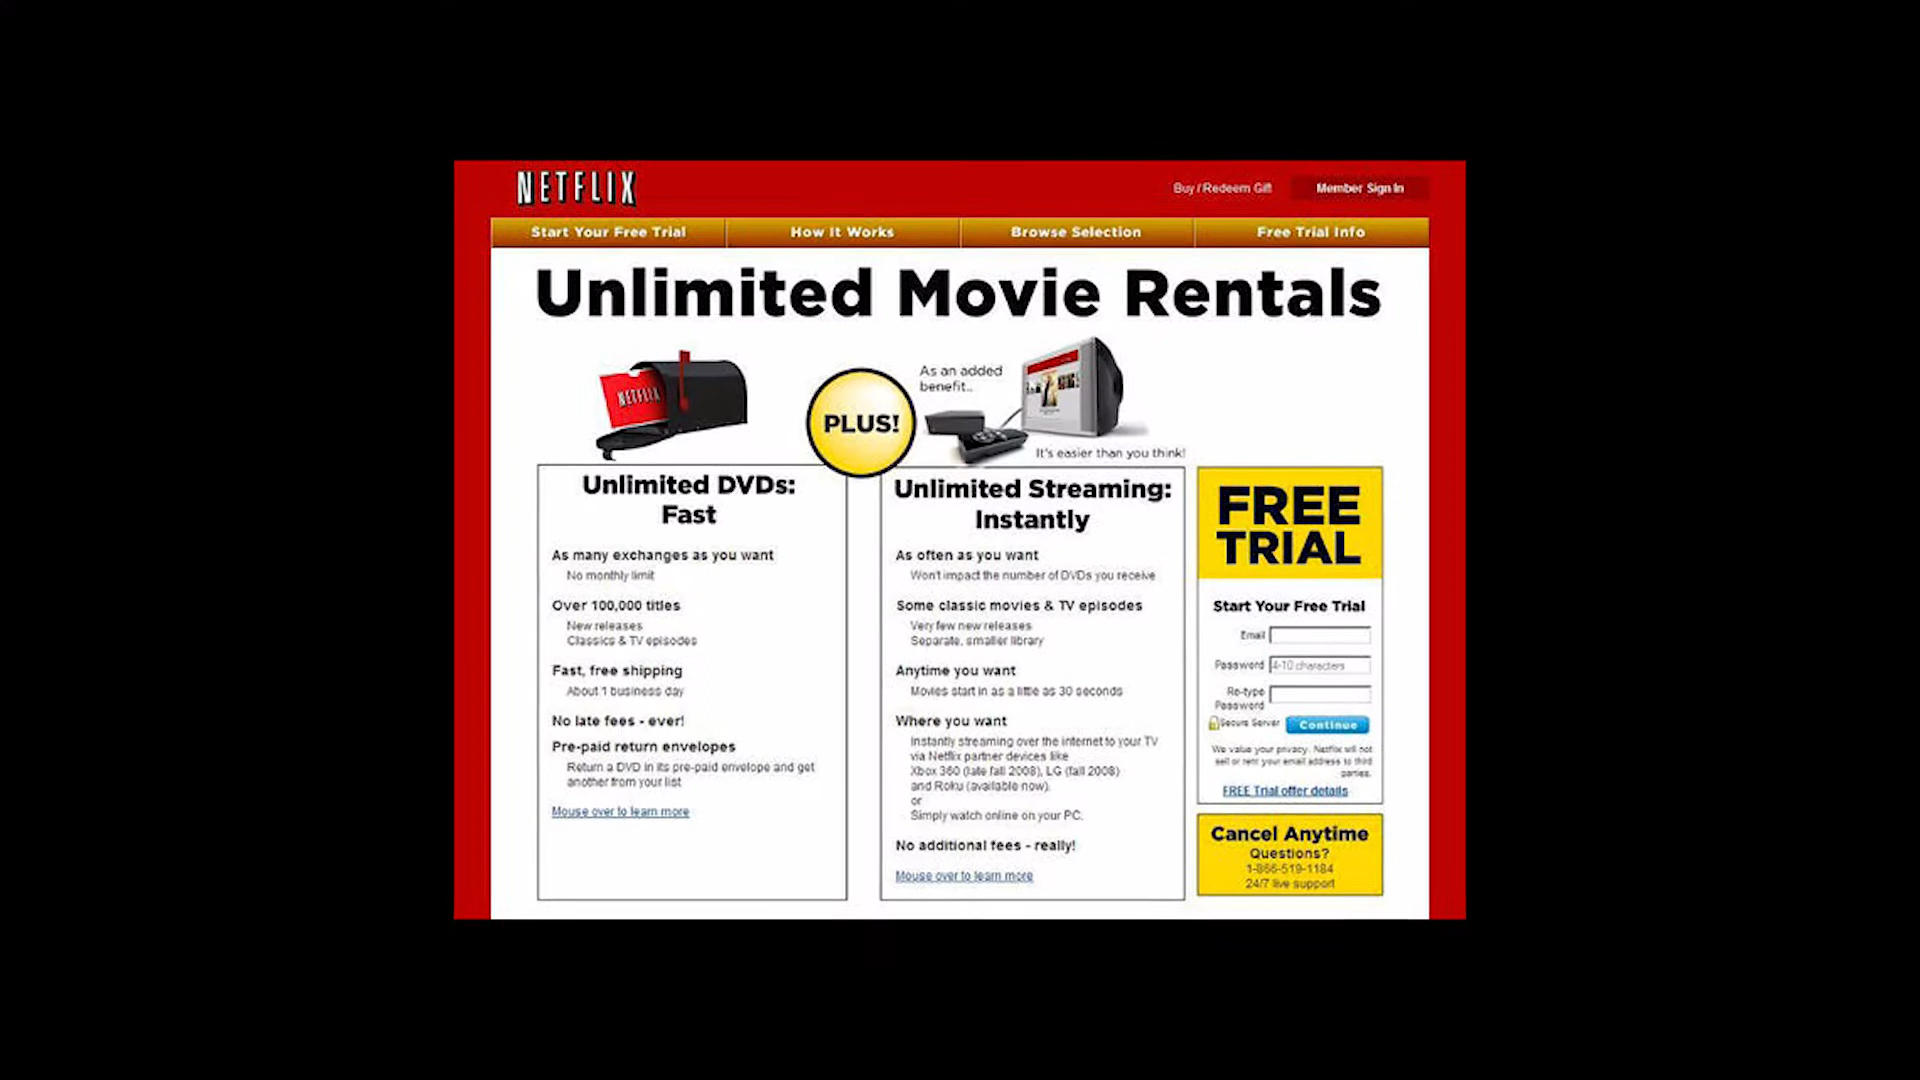 NETFLIX
Buy / Redeem Gift
Member Sign In
Start Your Free Trial
How It Works
Browse Selection
Free Trial Info
Unlimited Movie Rentals
NETFLIX
PLUS!
As an added
benefit..
It's easier than you think!
Unlimited DVDs:
Fast
As many exchanges as you want
No monthly limit
Over 100,000 titles
New releases
Classics & TV episodes
Fast, free shipping
About 1 business day
No late fees - ever!
Pre-paid return envelopes
Return a DVD in its pre-paid envelope and get
another from your list
Mouse over to learn more
Unlimited Streaming:
Instantly
As often as you want
Won't impact the number of DVDs you receive
Some classic movies & TV episodes
Very few new releases
Separate, smaller library
Anytime you want
Movies start in as a little as 30 seconds
Where you want
Instantly streaming over the internet to your TV
via Netflix partner devices like
Xbox 360 (late fall 2008), LG (fall 2008)
and Roku (available now).
or
Simply watch online on your PC.
No additional fees - really!
Mouse over to learn more
FREE
TRIAL
Start Your Free Trial
Email
Password 4-10 characters
Re-type
Password
Secure Server
Continue
We value your privacy. Netflix will not
sell or rent your email address to third
parties.
FREE Trial offer details
Cancel Anytime
Questions?
1-866-519-1184
24/7 live support